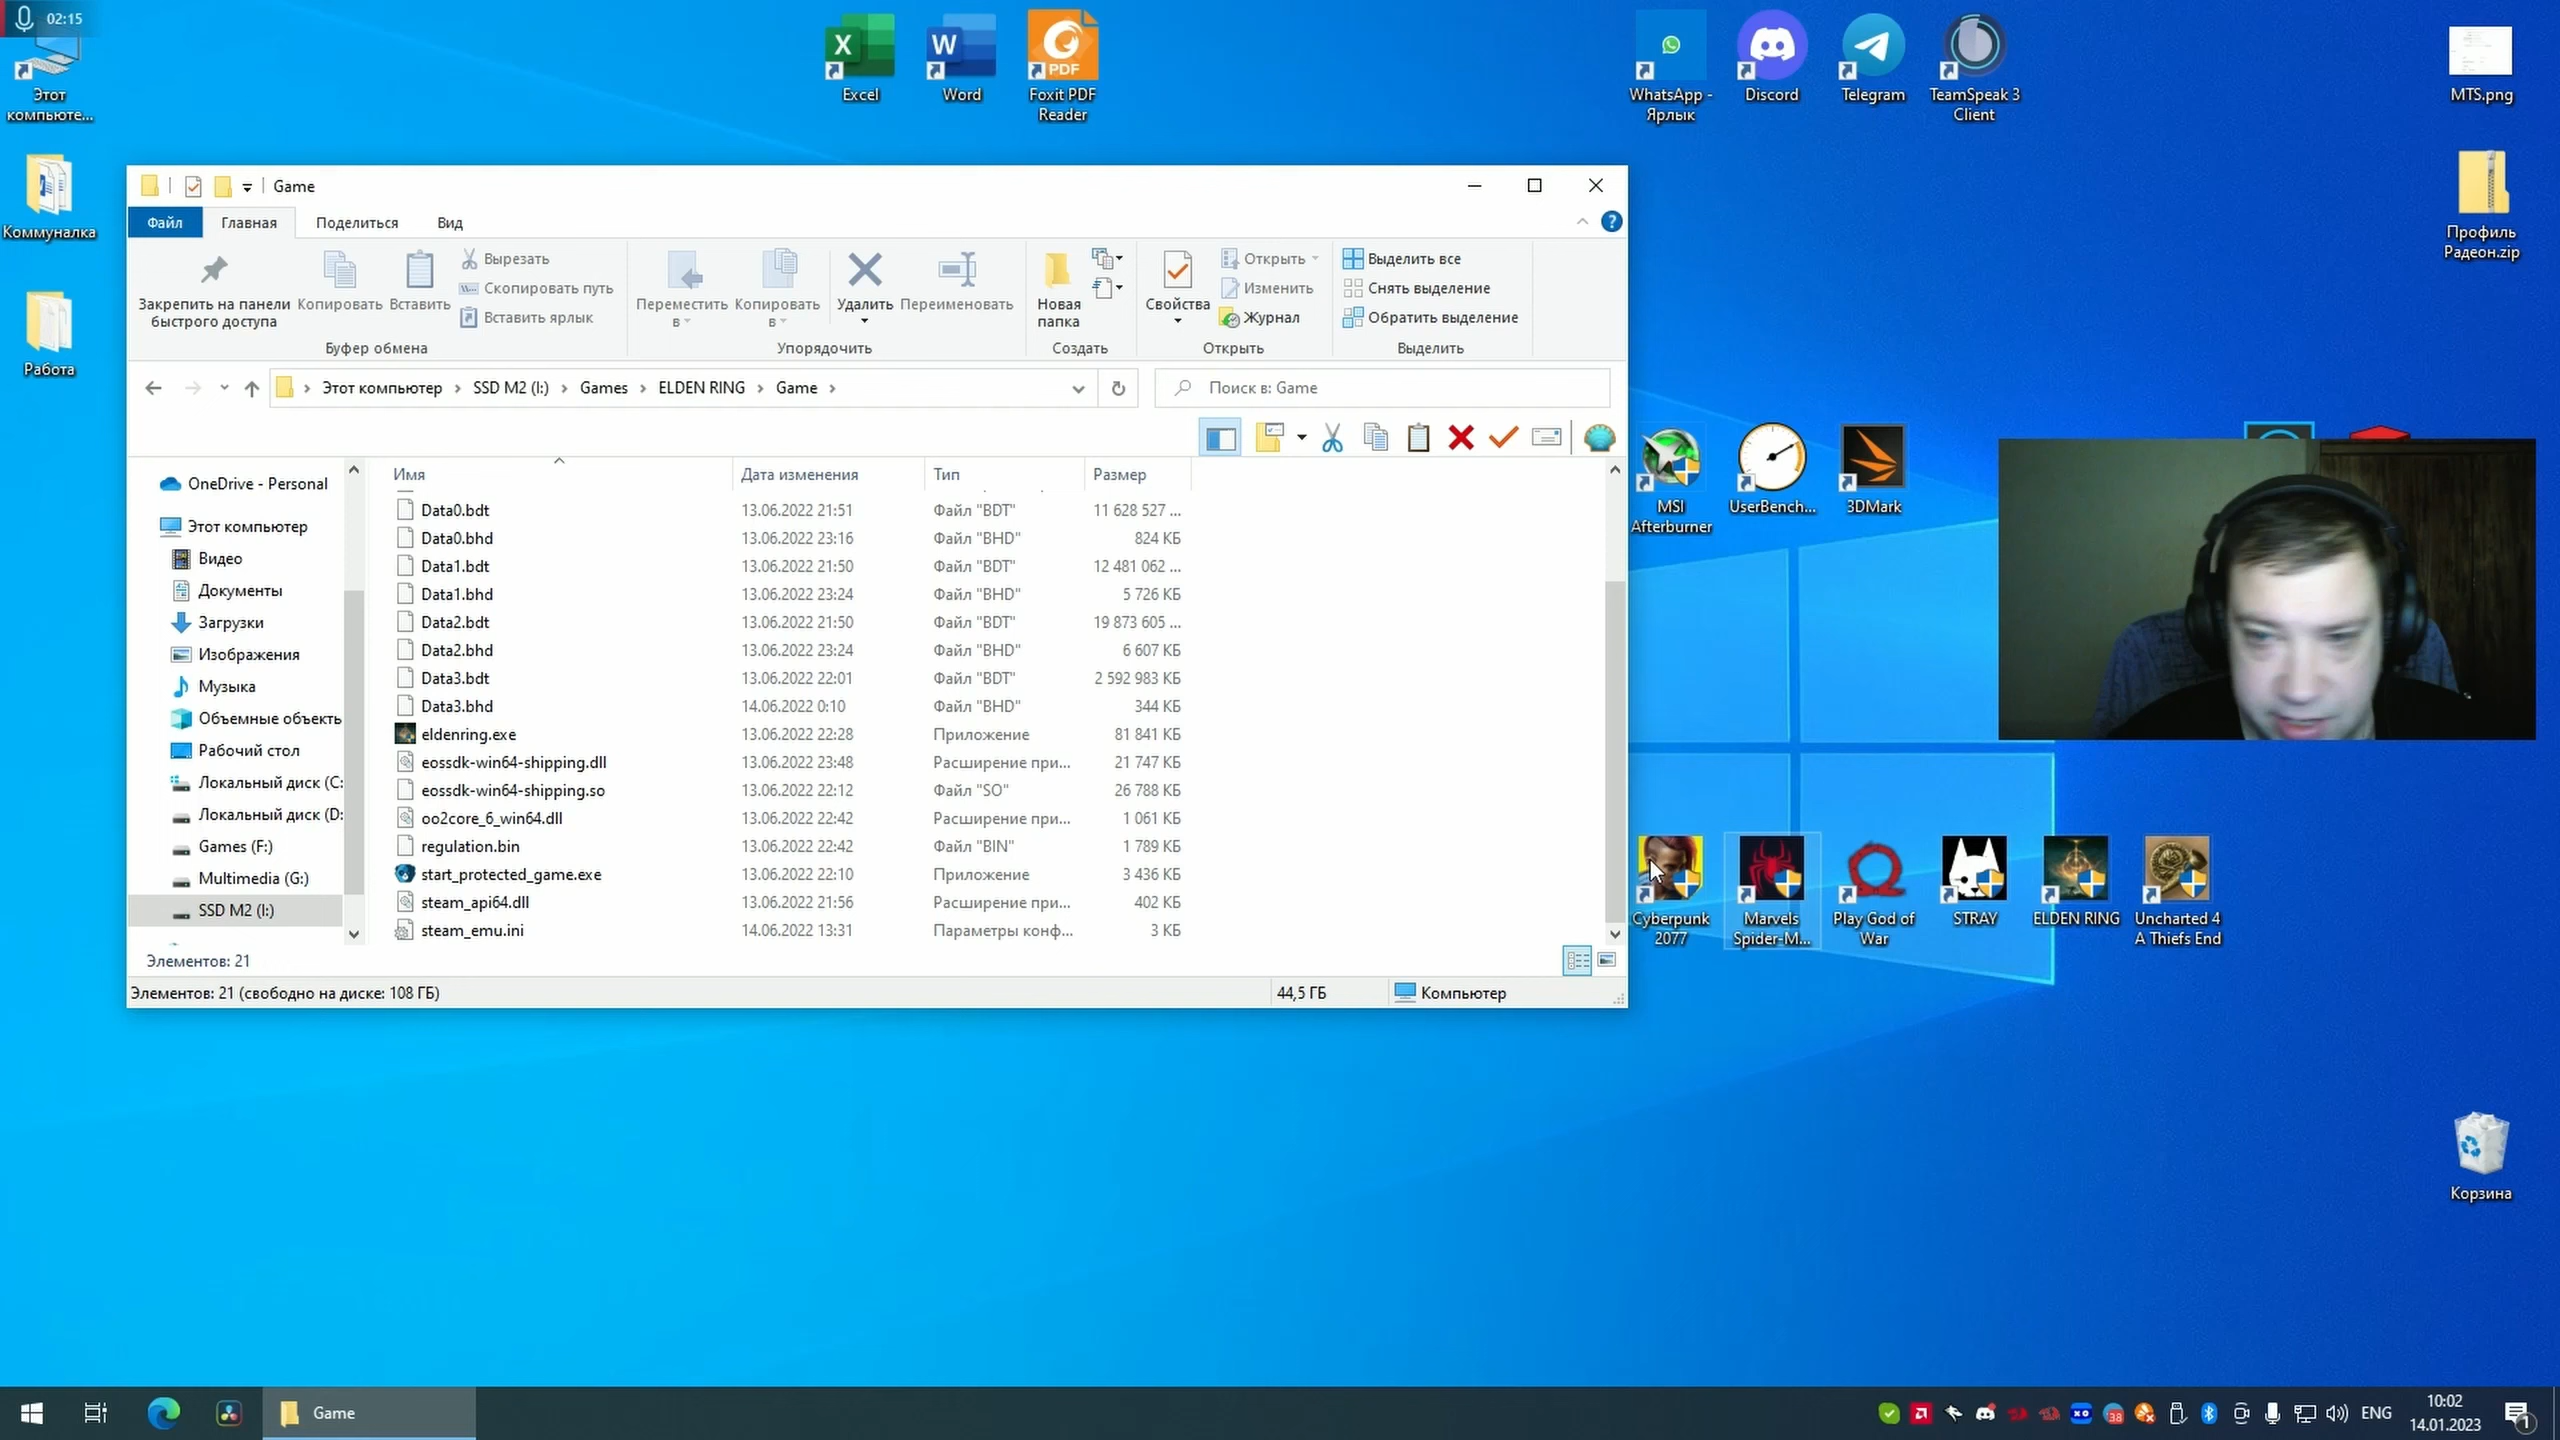 02:15
Этот
компьюте...
Коммуналка
Работа
Excel
Word
Foxit PDF
Reader
WhatsApp -
Ярлык
Discord
Telegram
TeamSpeak 3
Client
MTS.png
Профиль
Радеон.zip
Game
Файл
Главная
Поделиться
Вид
Закрепить на панели
быстрого доступа
Копировать
Вставить
Вырезать
Скопировать путь
Вставить ярлык
Буфер обмена
Переместить
в
Копировать
в
Удалить
Переименовать
Упорядочить
Новая
папка
Создать
Свойства
Открыть
Изменить
Журнал
Открыть
Выделить все
Снять выделение
Обратить выделение
Выделить
Этот компьютер › SSD M2 (I:) › Games › ELDEN RING › Game ›
Поиск в: Game
OneDrive - Personal
Этот компьютер
Видео
Документы
Загрузки
Изображения
Музыка
Объемные объекть
Рабочий стол
Локальный диск (C:
Локальный диск (D:
Games (F:)
Multimedia (G:)
SSD M2 (I:)
Имя Дата изменения Тип Размер
Data0.bdt 13.06.2022 21:51 Файл "BDT" 11 628 527 ...
Data0.bhd 13.06.2022 23:16 Файл "BHD" 824 КБ
Data1.bdt 13.06.2022 21:50 Файл "BDT" 12 481 062 ...
Data1.bhd 13.06.2022 23:24 Файл "BHD" 5 726 КБ
Data2.bdt 13.06.2022 21:50 Файл "BDT" 19 873 605 ...
Data2.bhd 13.06.2022 23:24 Файл "BHD" 6 607 КБ
Data3.bdt 13.06.2022 22:01 Файл "BDT" 2 592 983 КБ
Data3.bhd 14.06.2022 0:10 Файл "BHD" 344 КБ
eldenring.exe 13.06.2022 22:28 Приложение 81 841 КБ
eossdk-win64-shipping.dll 13.06.2022 23:48 Расширение при... 21 747 КБ
eossdk-win64-shipping.so 13.06.2022 22:12 Файл "SO" 26 788 КБ
oo2core_6_win64.dll 13.06.2022 22:42 Расширение при... 1 061 КБ
regulation.bin 13.06.2022 22:42 Файл "BIN" 1 789 КБ
start_protected_game.exe 13.06.2022 22:10 Приложение 3 436 КБ
steam_api64.dll 13.06.2022 21:56 Расширение при... 402 КБ
steam_emu.ini 14.06.2022 13:31 Параметры конф... 3 КБ
Элементов: 21
Элементов: 21 (свободно на диске: 108 ГБ)
44,5 ГБ
Компьютер
MSI
Afterburner
UserBench...
3DMark
Cyberpunk
2077
Marvels
Spider-M...
Play God of
War
STRAY
ELDEN RING
Uncharted 4
A Thiefs End
Корзина
Game
38
ENG
10:02
14.01.2023
1